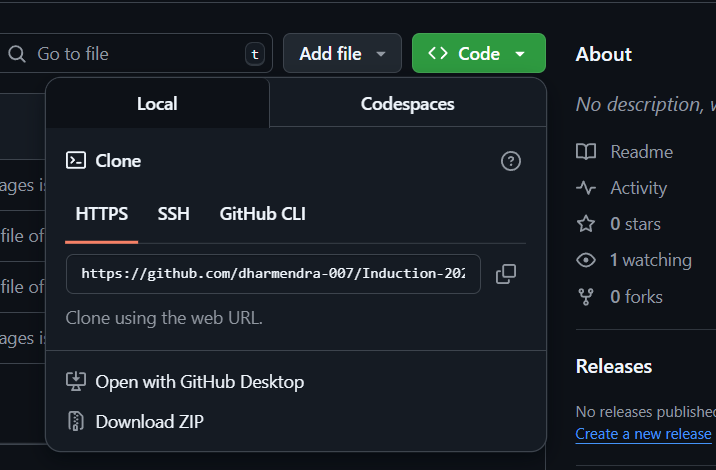 Go to file t Add file Code
Local Codespaces
Clone
HTTPS SSH GitHub CLI
https://github.com/dharmendra-007/Induction-202
Clone using the web URL.
Open with GitHub Desktop
Download ZIP
ages is
file of
file of
ages is
About
No description,
Readme
Activity
0 stars
1 watching
0 forks
Releases
No releases published
Create a new release